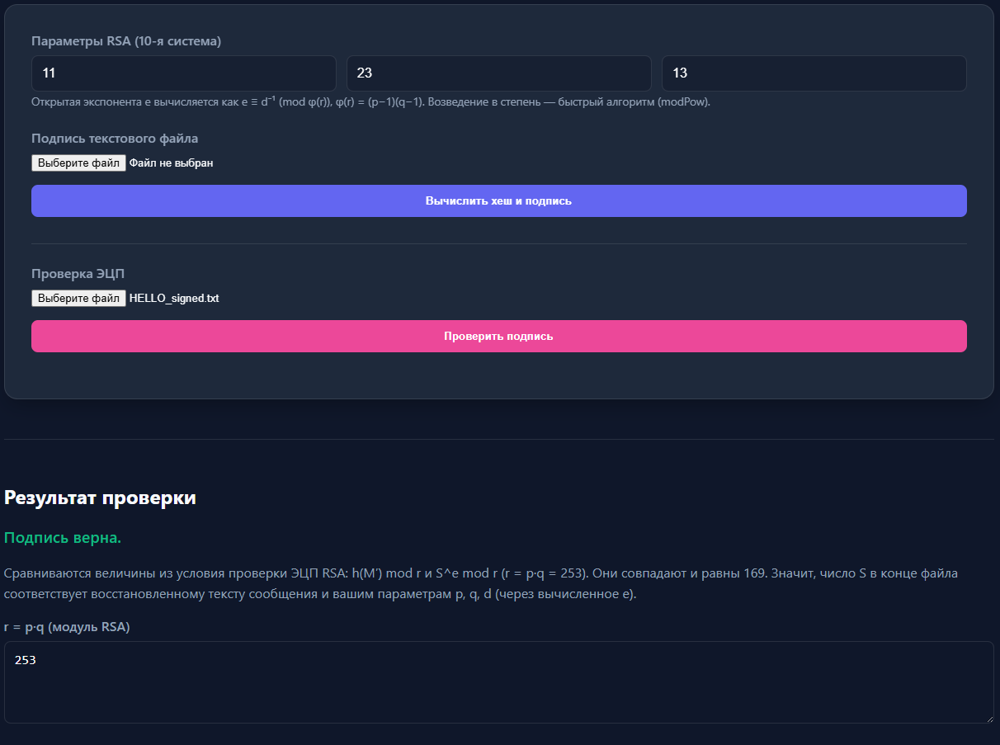 Параметры RSA (10-я система)
11 23 13
Открытая экспонента e вычисляется как e ≡ d⁻¹ (mod φ(r)), φ(r) = (p−1)(q−1). Возведение в степень — быстрый алгоритм (modPow).
Подпись текстового файла
Выберите файл Файл не выбран
Вычислить хеш и подпись
Проверка ЭЦП
Выберите файл HELLO_signed.txt
Проверить подпись
Результат проверки
Подпись верна.
Сравниваются величины из условия проверки ЭЦП RSA: h(M′) mod r и S^e mod r (r = p·q = 253). Они совпадают и равны 169. Значит, число S в конце файла
соответствует восстановленному тексту сообщения и вашим параметрам p, q, d (через вычисленное e).
r = p·q (модуль RSA)
253